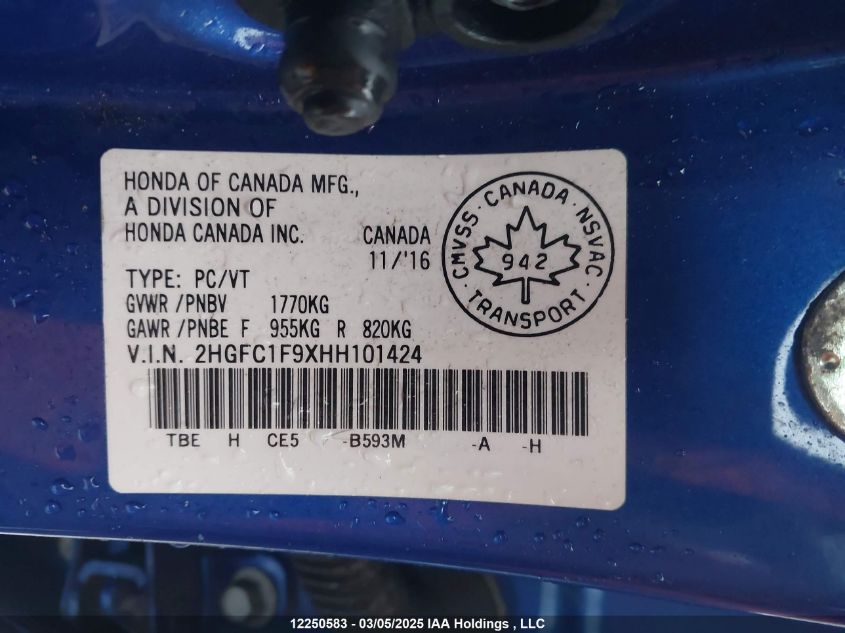 HONDA OF CANADA MFG.,
A DIVISION OF
HONDA CANADA INC.
CANADA
11/'16
CMVSS · CANADA · NSVAC
942
· TRANSPORT ·
TYPE: PC/VT
GVWR /PNBV 1770KG
GAWR /PNBE F 955KG R 820KG
V.I.N. 2HGFC1F9XHH101424
TBE H CE5 -B593M -A -H
12250583 - 03/05/2025 IAA Holdings , LLC